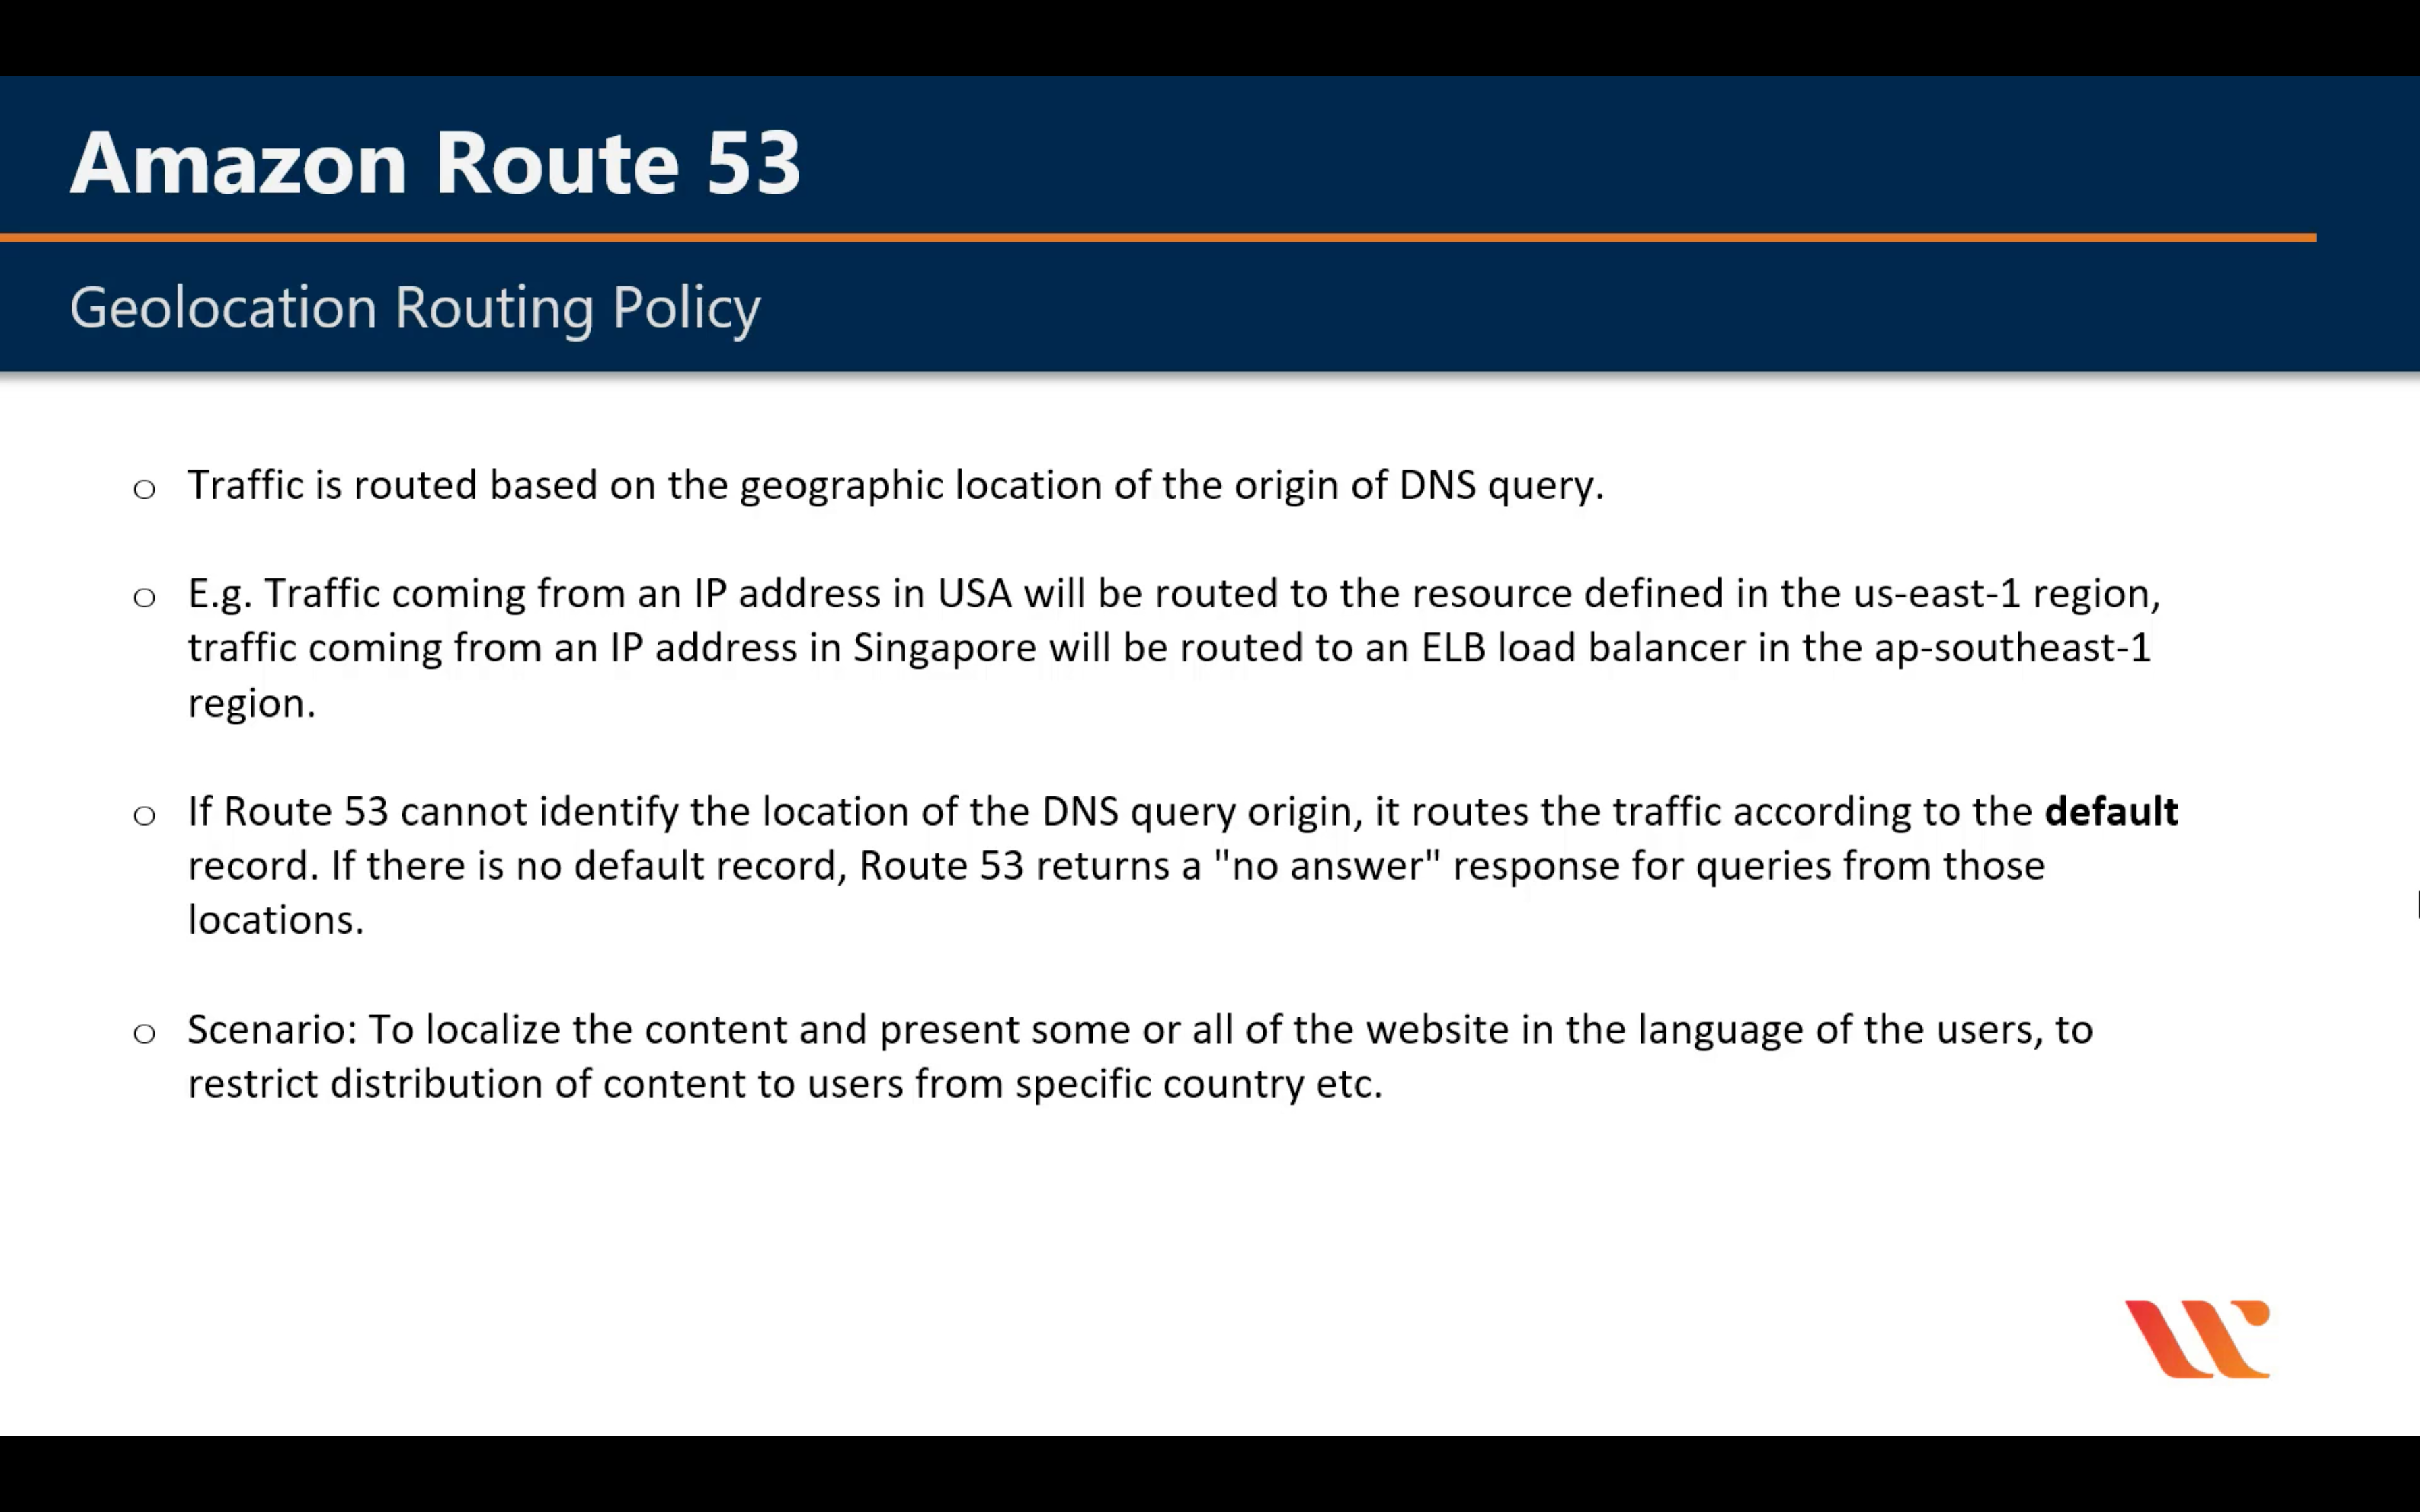 Amazon Route 53
Geolocation Routing Policy
o Traffic is routed based on the geographic location of the origin of DNS query.
o E.g. Traffic coming from an IP address in USA will be routed to the resource defined in the us-east-1 region,
traffic coming from an IP address in Singapore will be routed to an ELB load balancer in the ap-southeast-1
region.
o If Route 53 cannot identify the location of the DNS query origin, it routes the traffic according to the default
record. If there is no default record, Route 53 returns a "no answer" response for queries from those
locations.
o Scenario: To localize the content and present some or all of the website in the language of the users, to
restrict distribution of content to users from specific country etc.